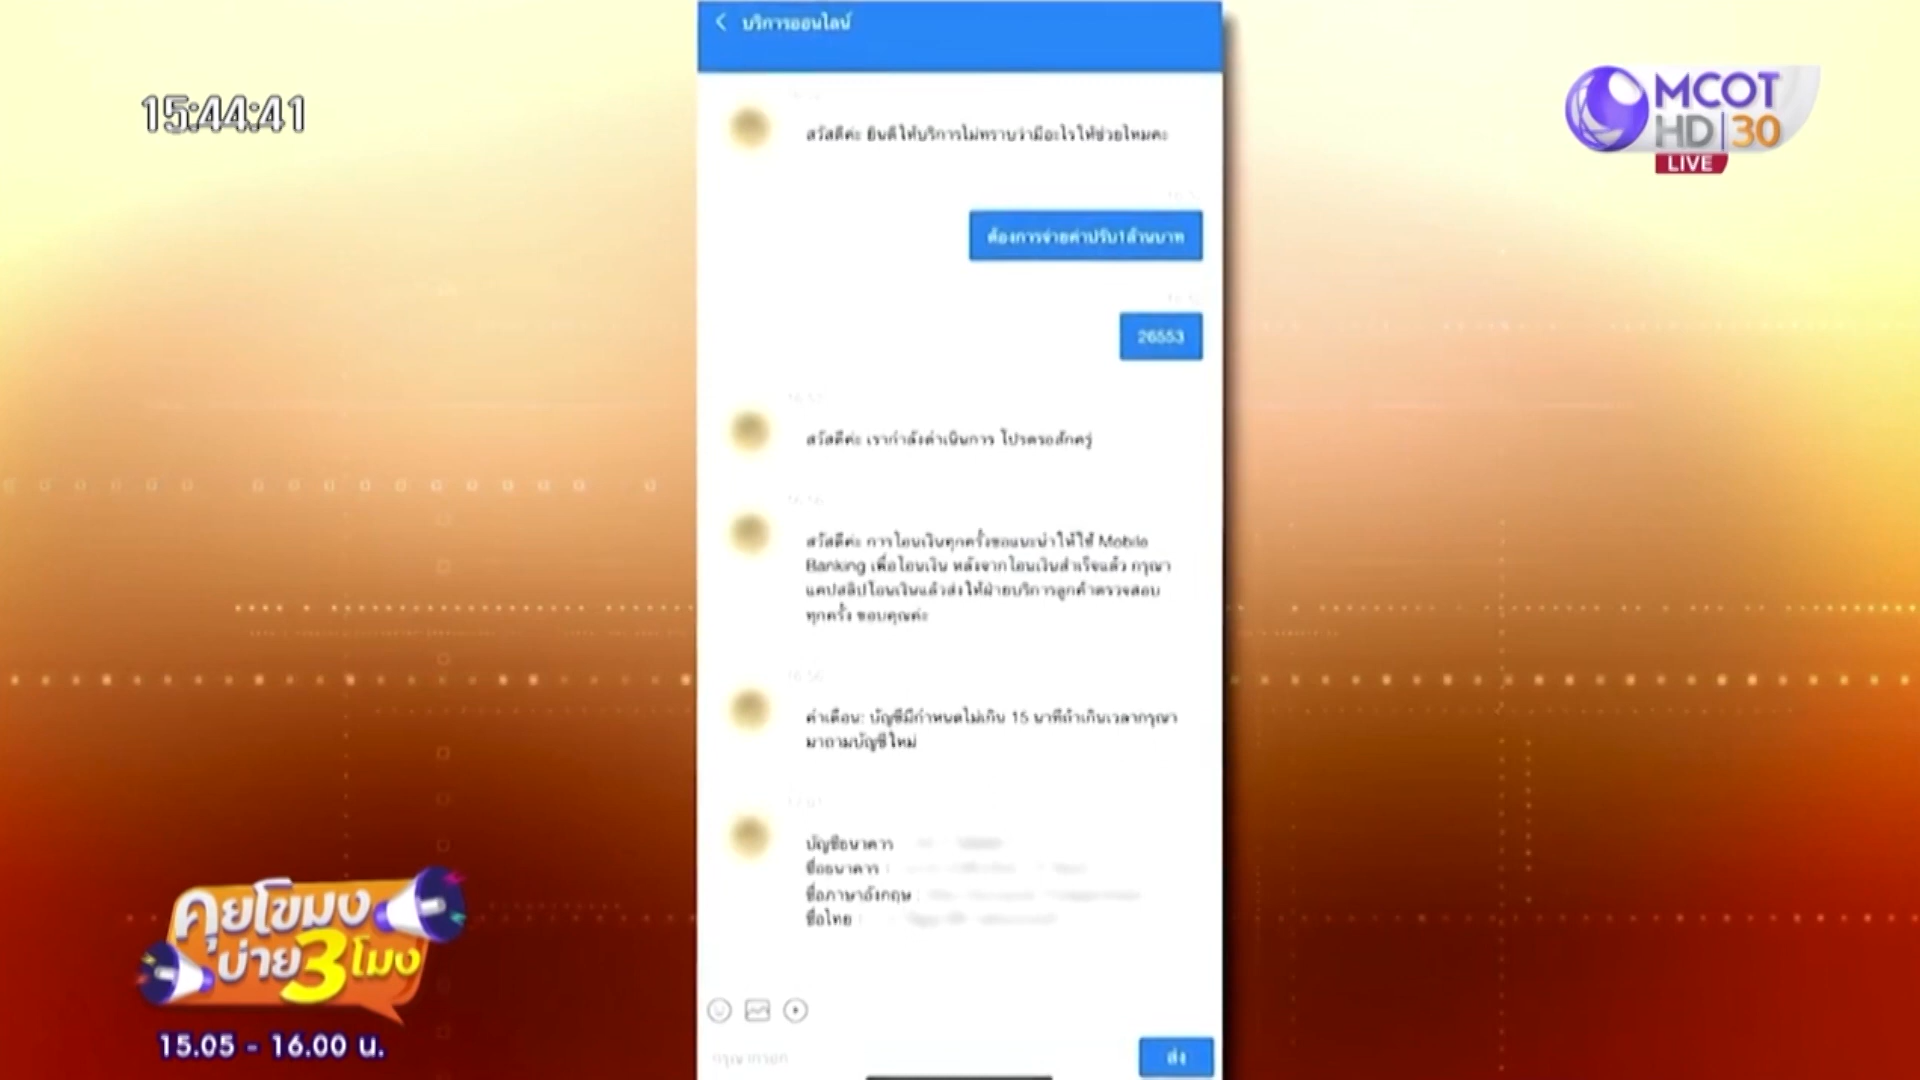 บริการออนไลน์
15:44:41
MCOT
HD 30
LIVE
สวัสดีค่ะ ยินดีให้บริการไม่ทราบว่ามีอะไรให้ช่วยไหมคะ
ต้องการจ่ายค่าปรับ1ล้านบาท
26553
สวัสดีค่ะ เรากำลังดำเนินการ โปรดรอสักครู่
สวัสดีค่ะ การโอนเงินทุกครั้งขอแนะนำให้ใช้ Mobile
Banking เพื่อโอนเงิน หลังจากโอนเงินสำเร็จแล้ว กรุณา
แคปสลิปโอนเงินแล้วส่งให้ฝ่ายบริการลูกค้าตรวจสอบ
ทุกครั้ง ขอบคุณค่ะ
16:56
คำเตือน: บัญชีมีกำหนดไม่เกิน 15 นาทีถ้าเกินเวลากรุณา
มาถามบัญชีใหม่
บัญชีธนาคาร
ชื่อธนาคาร :
ชื่อภาษาอังกฤษ :
ชื่อไทย :
ส่ง
คุยโขมง
บ่าย 3 โมง
15.05 - 16.00 น.